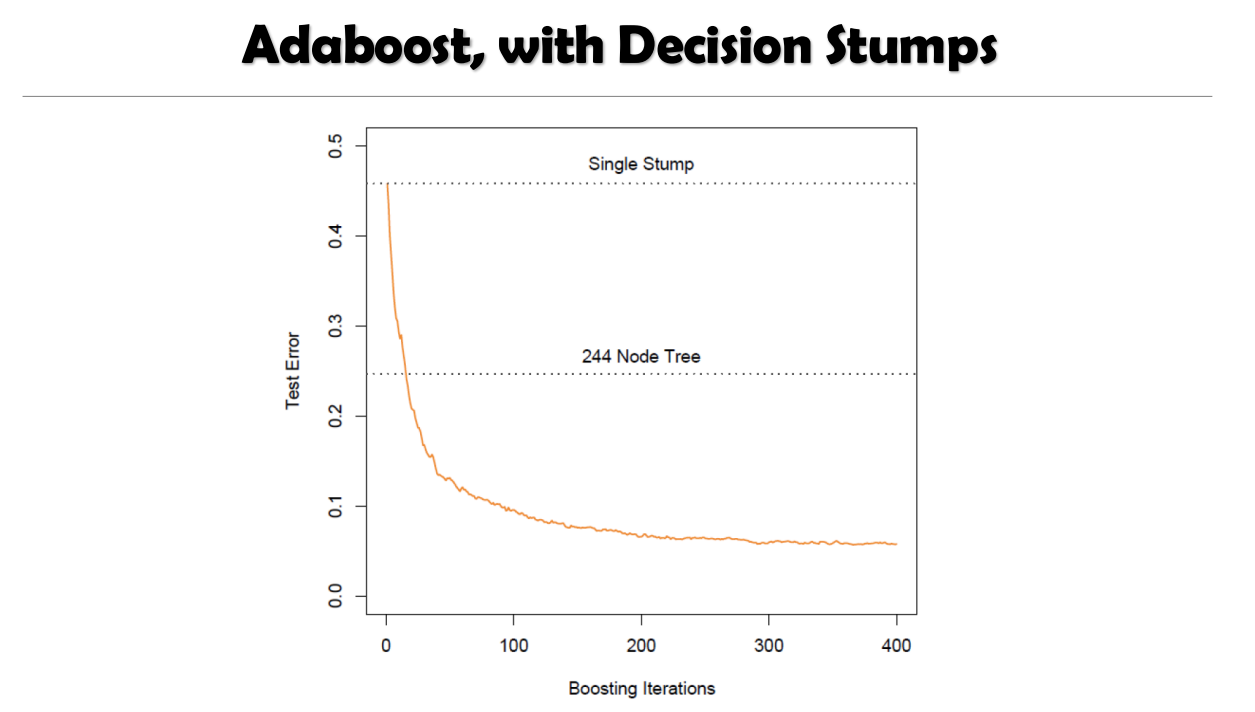 Adaboost, with Decision Stumps
Single Stump
244 Node Tree
Test Error
0.5
0.4
0.3
0.2
0.1
0.0
0 100 200 300 400
Boosting Iterations